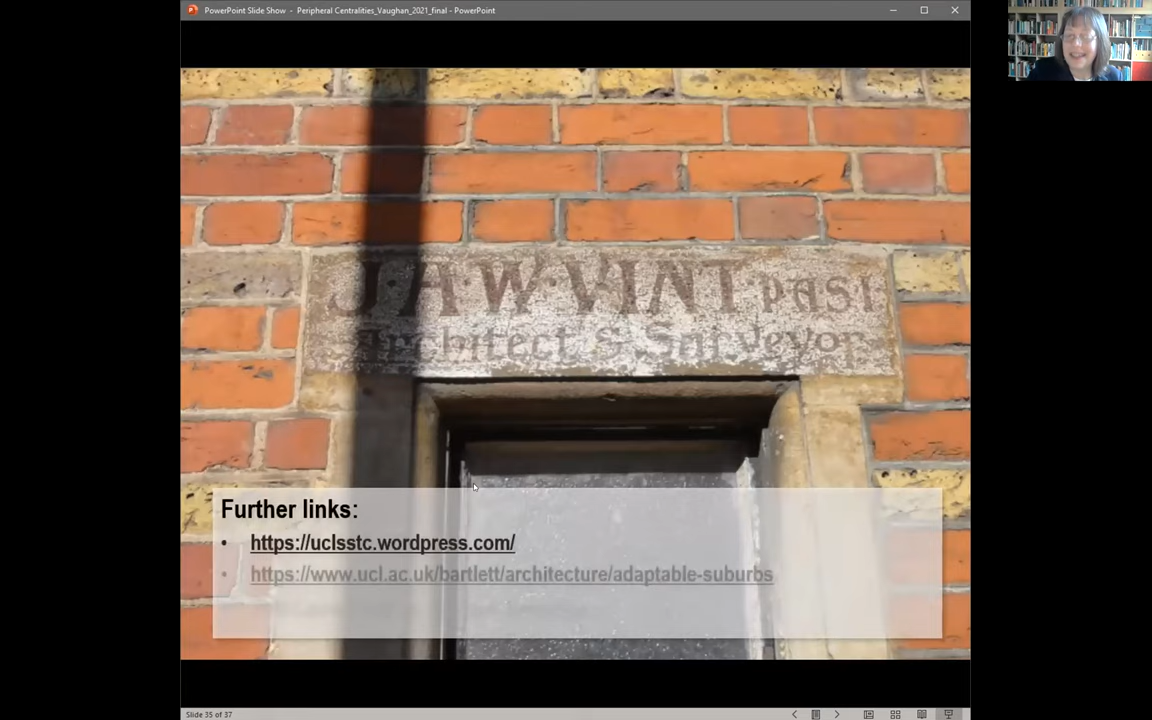 PowerPoint Slide Show - Peripheral Centralities_Vaughan_2021_final - PowerPoint
J·A·W·VINT PASI
Architect & Surveyor
Further links:
• https://uclsstc.wordpress.com/
• https://www.ucl.ac.uk/bartlett/architecture/adaptable-suburbs
Slide 35 of 37